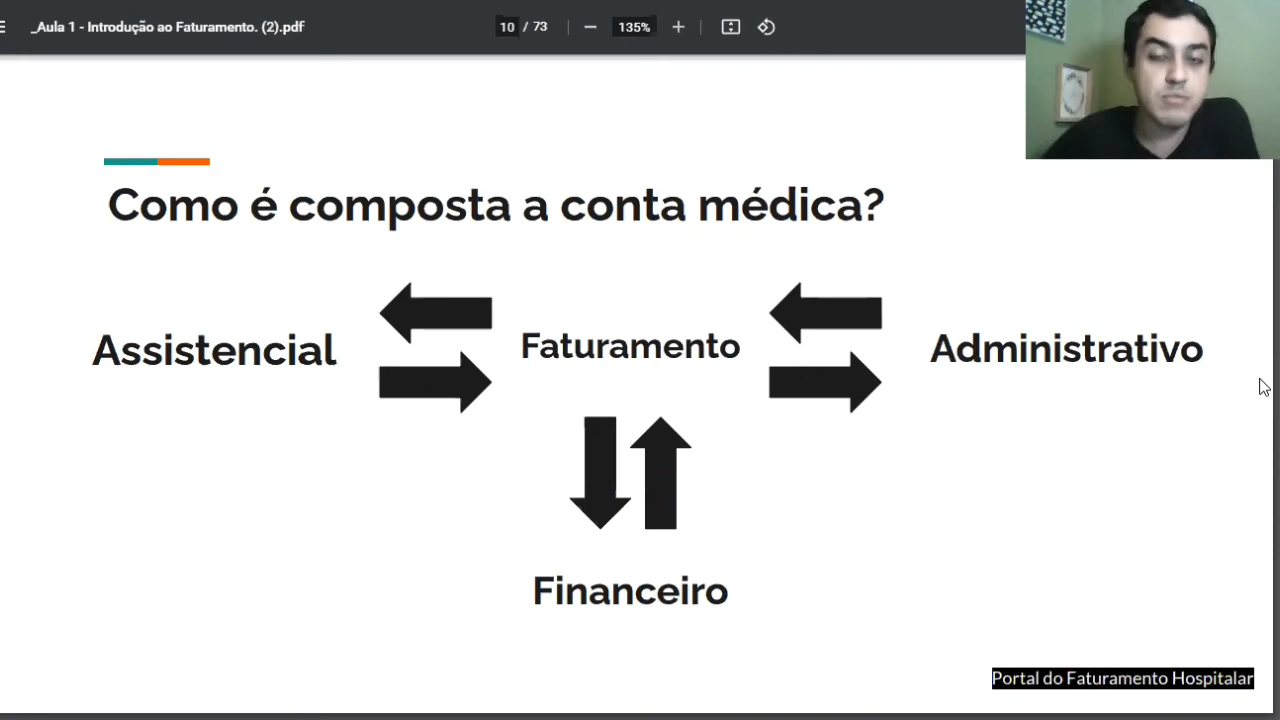 _Aula 1 - Introdução ao Faturamento. (2).pdf
10 / 73
135%
Como é composta a conta médica?
Assistencial
Faturamento
Administrativo
Financeiro
Portal do Faturamento Hospitalar